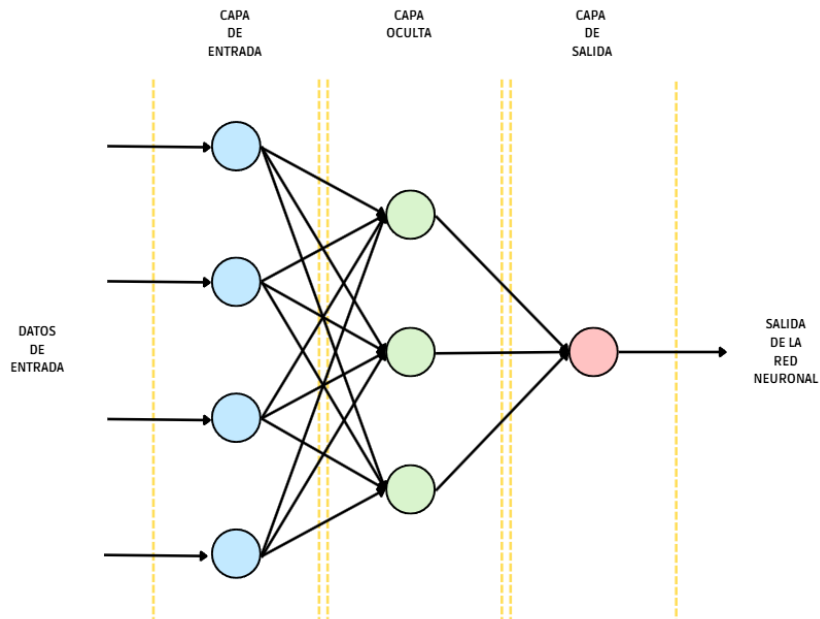 CAPA
DE
ENTRADA
CAPA
OCULTA
CAPA
DE
SALIDA
DATOS
DE
ENTRADA
SALIDA
DE LA
RED
NEURONAL